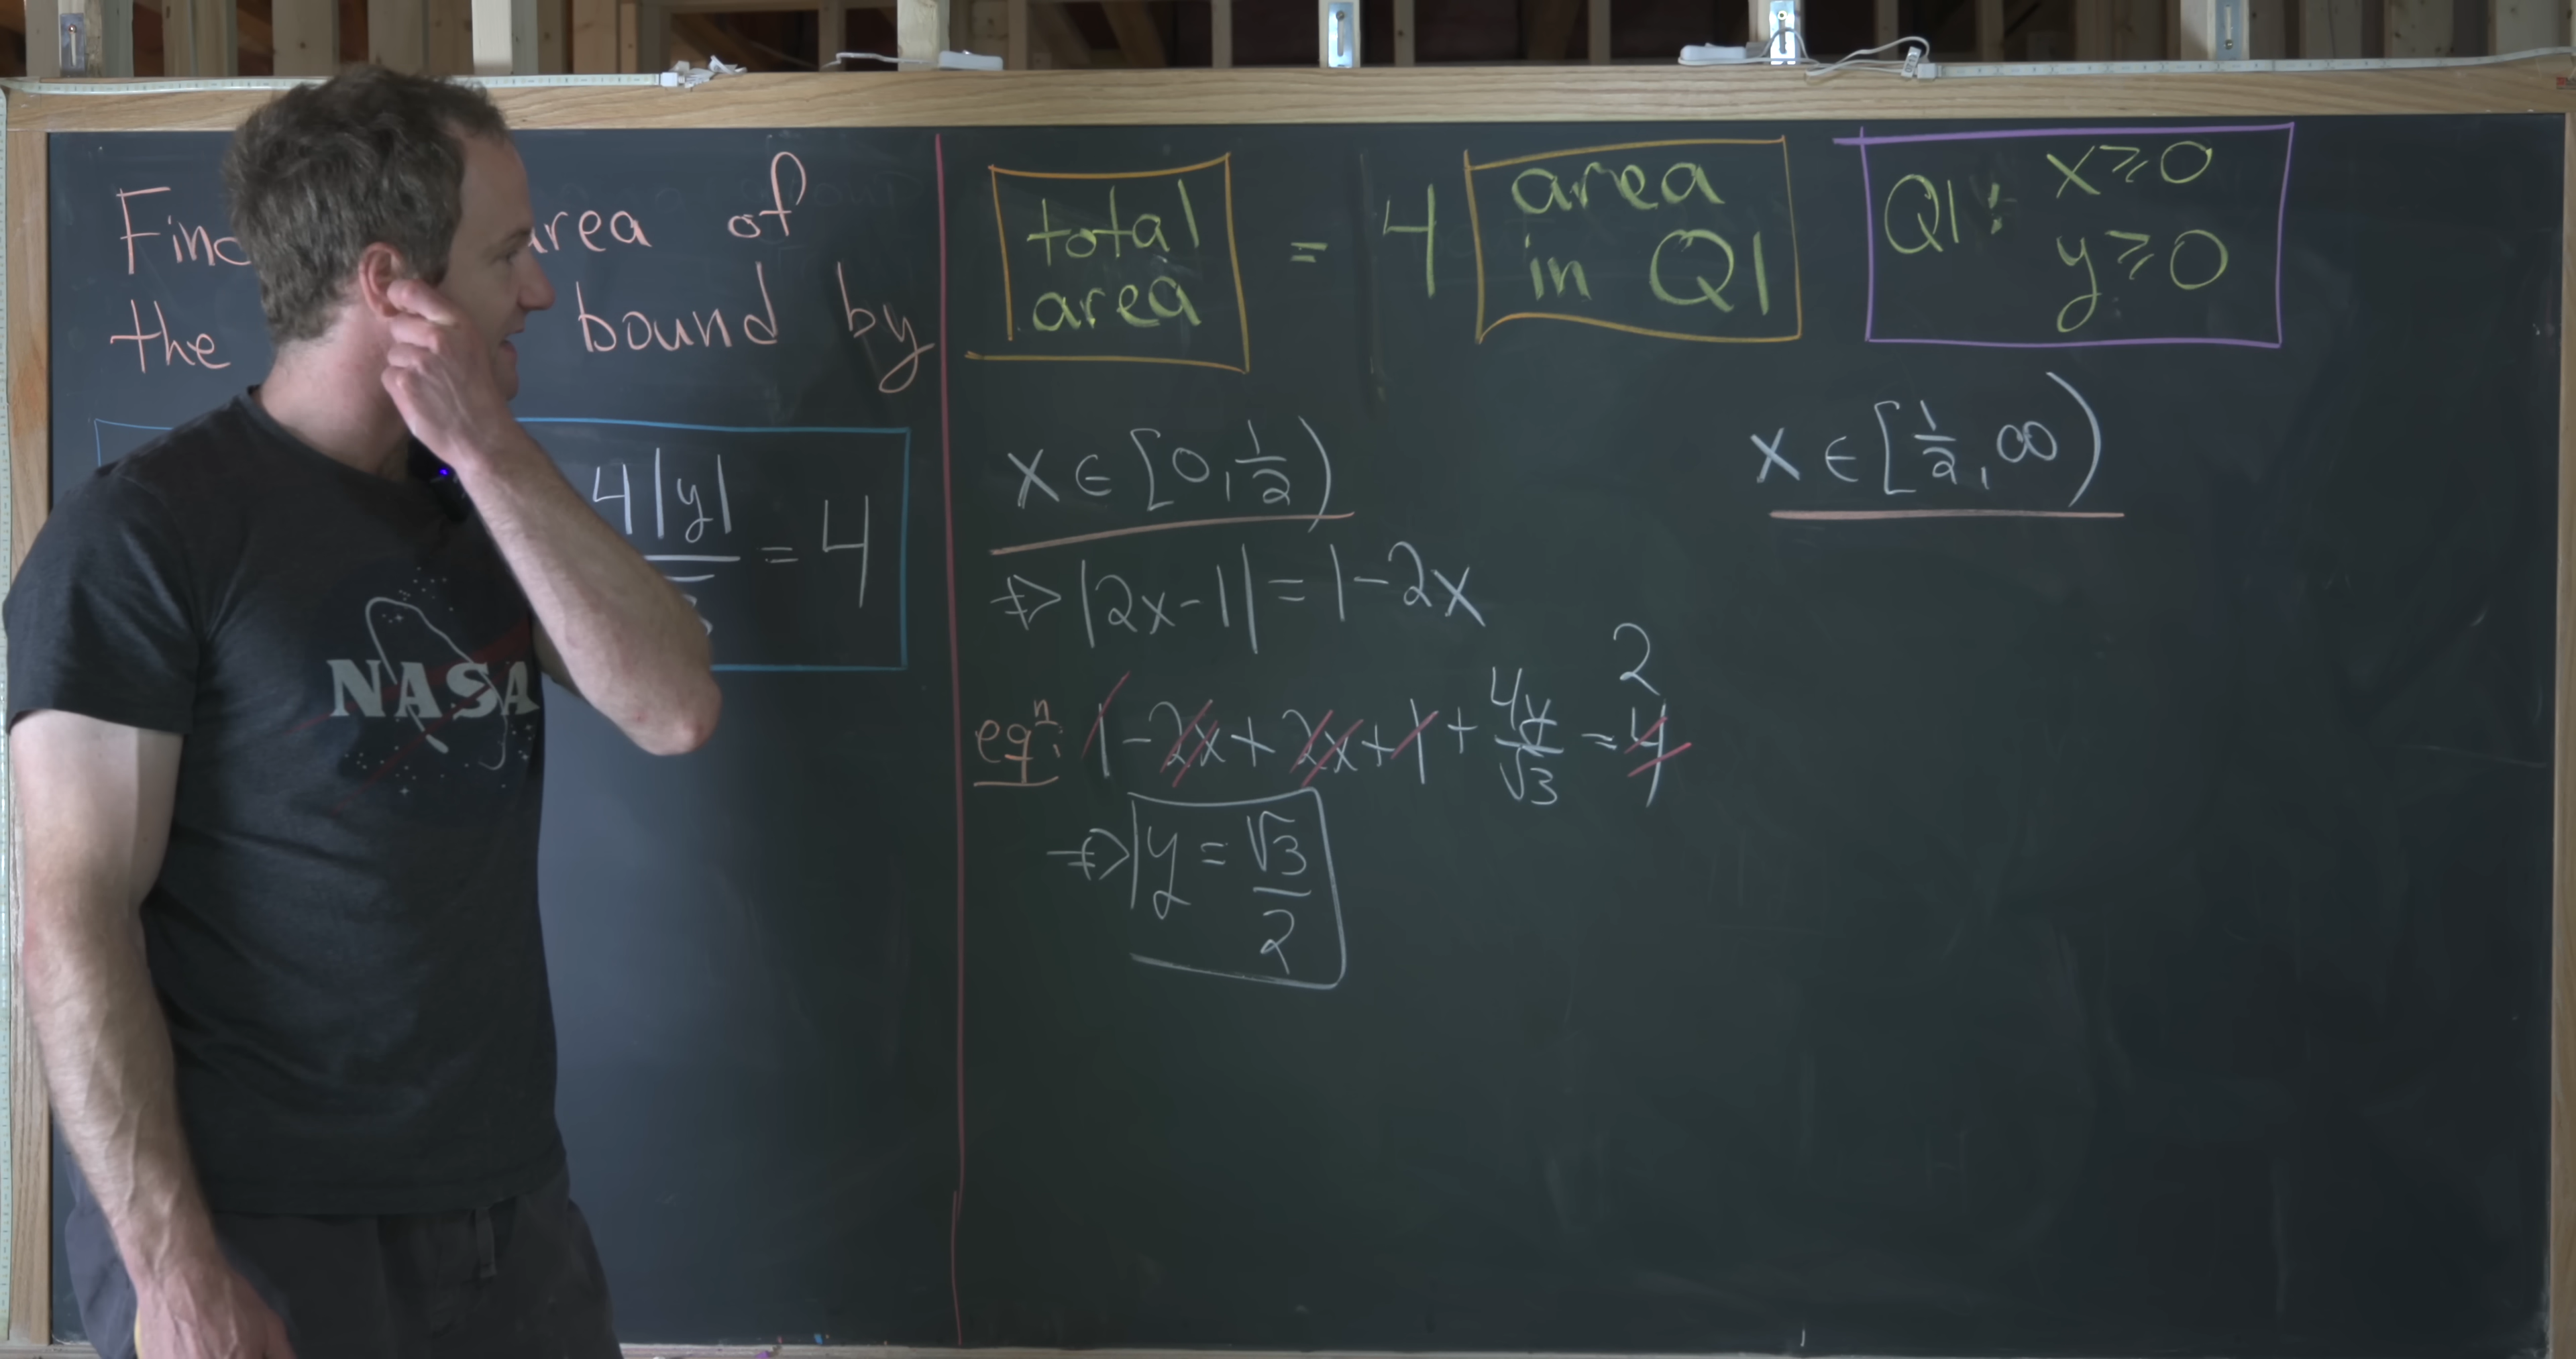 area of
the bound by
4|y| = 4
total area = 4 area in Q1
Q1: x ≥ 0
y ≥ 0
x ∈ [0, 1/2)
⇒ |2x-1| = 1-2x
eqⁿ: 1 - 2x + 2x + 1 + 4y/√3 = 4 2
⇒ y = √3/2
x ∈ [1/2, ∞)
NASA